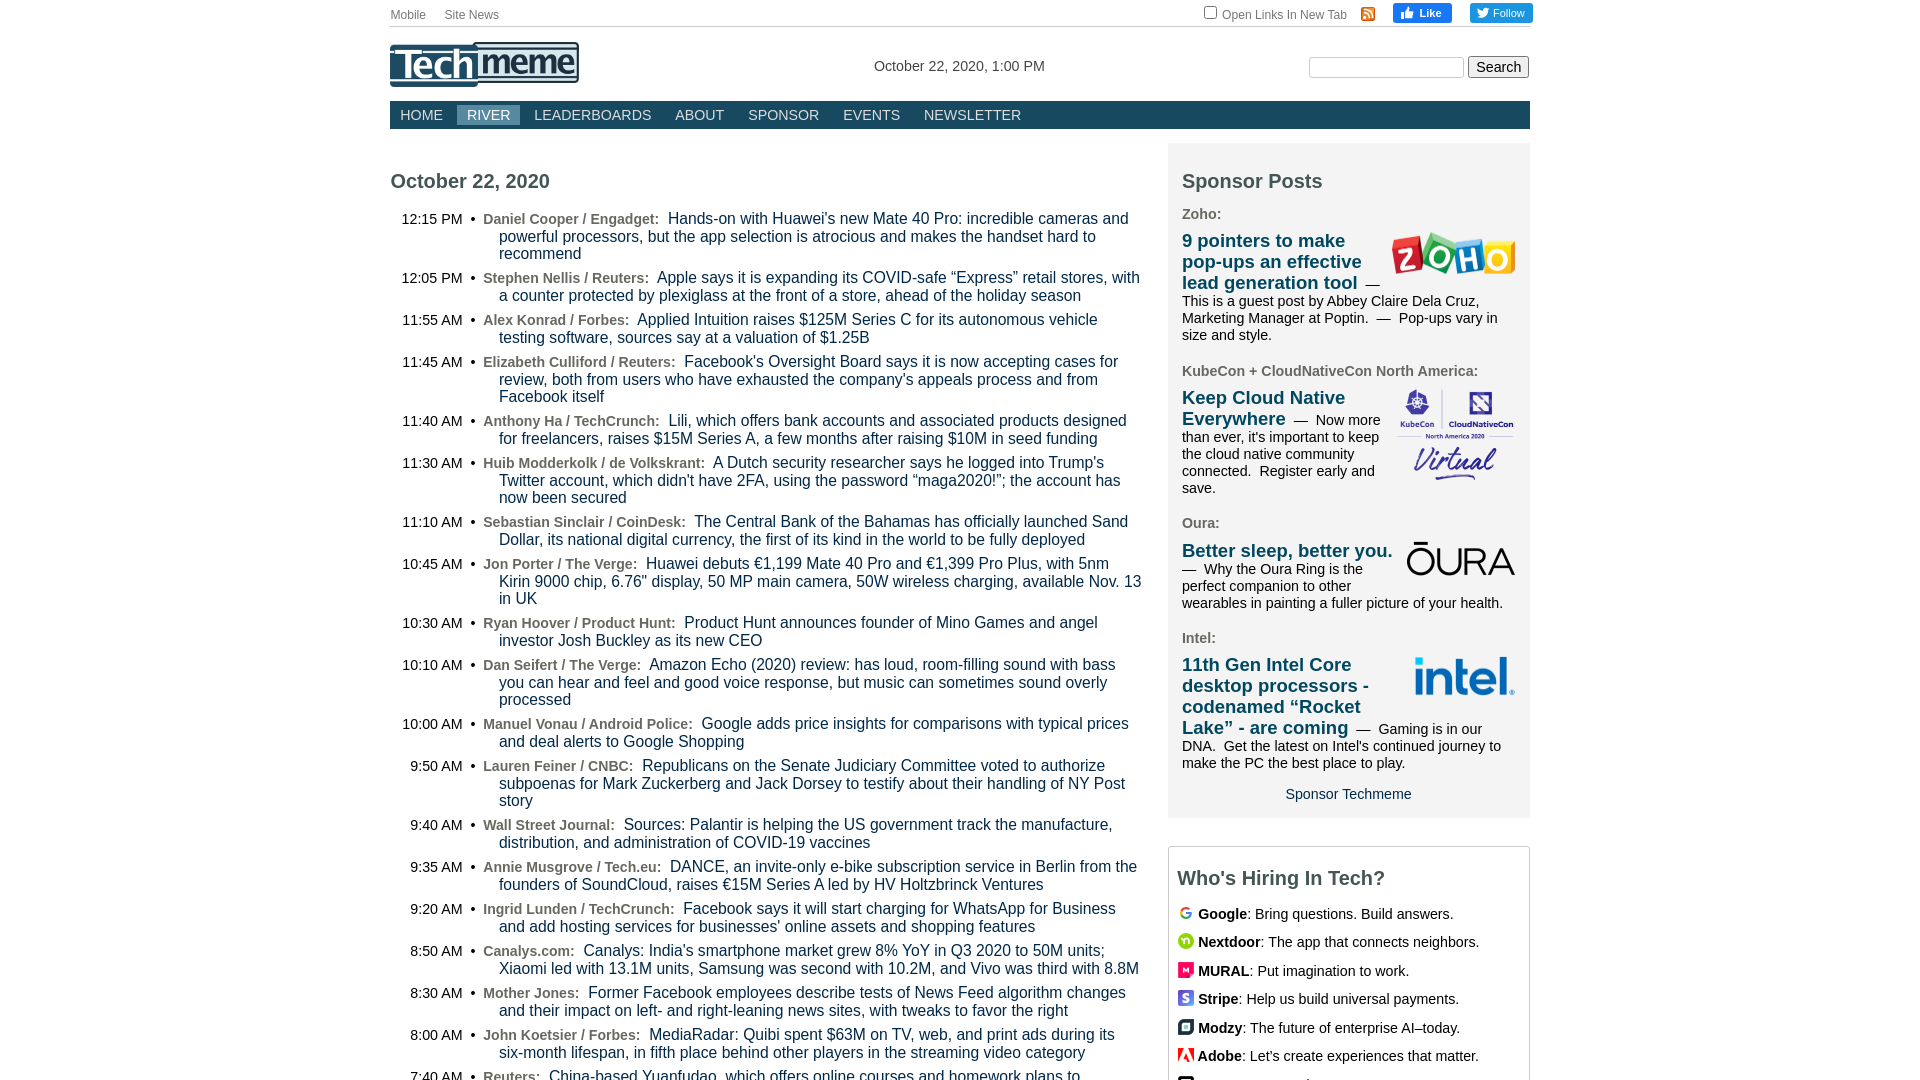 Mobile Site News Open Links In New Tab Like Follow
Techmeme
October 22, 2020, 1:00 PM
Search
HOME RIVER LEADERBOARDS ABOUT SPONSOR EVENTS NEWSLETTER
October 22, 2020
12:15 PM • Daniel Cooper / Engadget: Hands-on with Huawei's new Mate 40 Pro: incredible cameras and
powerful processors, but the app selection is atrocious and makes the handset hard to
recommend
12:05 PM • Stephen Nellis / Reuters: Apple says it is expanding its COVID-safe “Express” retail stores, with
a counter protected by plexiglass at the front of a store, ahead of the holiday season
11:55 AM • Alex Konrad / Forbes: Applied Intuition raises $125M Series C for its autonomous vehicle
testing software, sources say at a valuation of $1.25B
11:45 AM • Elizabeth Culliford / Reuters: Facebook's Oversight Board says it is now accepting cases for
review, both from users who have exhausted the company's appeals process and from
Facebook itself
11:40 AM • Anthony Ha / TechCrunch: Lili, which offers bank accounts and associated products designed
for freelancers, raises $15M Series A, a few months after raising $10M in seed funding
11:30 AM • Huib Modderkolk / de Volkskrant: A Dutch security researcher says he logged into Trump's
Twitter account, which didn't have 2FA, using the password “maga2020!”; the account has
now been secured
11:10 AM • Sebastian Sinclair / CoinDesk: The Central Bank of the Bahamas has officially launched Sand
Dollar, its national digital currency, the first of its kind in the world to be fully deployed
10:45 AM • Jon Porter / The Verge: Huawei debuts €1,199 Mate 40 Pro and €1,399 Pro Plus, with 5nm
Kirin 9000 chip, 6.76" display, 50 MP main camera, 50W wireless charging, available Nov. 13
in UK
10:30 AM • Ryan Hoover / Product Hunt: Product Hunt announces founder of Mino Games and angel
investor Josh Buckley as its new CEO
10:10 AM • Dan Seifert / The Verge: Amazon Echo (2020) review: has loud, room-filling sound with bass
you can hear and feel and good voice response, but music can sometimes sound overly
processed
10:00 AM • Manuel Vonau / Android Police: Google adds price insights for comparisons with typical prices
and deal alerts to Google Shopping
9:50 AM • Lauren Feiner / CNBC: Republicans on the Senate Judiciary Committee voted to authorize
subpoenas for Mark Zuckerberg and Jack Dorsey to testify about their handling of NY Post
story
9:40 AM • Wall Street Journal: Sources: Palantir is helping the US government track the manufacture,
distribution, and administration of COVID-19 vaccines
9:35 AM • Annie Musgrove / Tech.eu: DANCE, an invite-only e-bike subscription service in Berlin from the
founders of SoundCloud, raises €15M Series A led by HV Holtzbrinck Ventures
9:20 AM • Ingrid Lunden / TechCrunch: Facebook says it will start charging for WhatsApp for Business
and add hosting services for businesses' online assets and shopping features
8:50 AM • Canalys.com: Canalys: India's smartphone market grew 8% YoY in Q3 2020 to 50M units;
Xiaomi led with 13.1M units, Samsung was second with 10.2M, and Vivo was third with 8.8M
8:30 AM • Mother Jones: Former Facebook employees describe tests of News Feed algorithm changes
and their impact on left- and right-leaning news sites, with tweaks to favor the right
8:00 AM • John Koetsier / Forbes: MediaRadar: Quibi spent $63M on TV, web, and print ads during its
six-month lifespan, in fifth place behind other players in the streaming video category
7:40 AM • Reuters: China-based Yuanfudao, which offers online courses and homework plans to
Sponsor Posts
Zoho:
9 pointers to make
pop-ups an effective
lead generation tool —
This is a guest post by Abbey Claire Dela Cruz,
Marketing Manager at Poptin. — Pop-ups vary in
size and style.
ZOHO
KubeCon + CloudNativeCon North America:
Keep Cloud Native
Everywhere — Now more
than ever, it's important to keep
the cloud native community
connected. Register early and
save.
KubeCon CloudNativeCon
North America 2020
Virtual
Oura:
Better sleep, better you.
— Why the Oura Ring is the
perfect companion to other
wearables in painting a fuller picture of your health.
ŌURA
Intel:
11th Gen Intel Core
desktop processors -
codenamed “Rocket
Lake” - are coming — Gaming is in our
DNA. Get the latest on Intel's continued journey to
make the PC the best place to play.
intel.
Sponsor Techmeme
Who's Hiring In Tech?
Google: Bring questions. Build answers.
Nextdoor: The app that connects neighbors.
MURAL: Put imagination to work.
Stripe: Help us build universal payments.
Modzy: The future of enterprise AI–today.
Adobe: Let’s create experiences that matter.